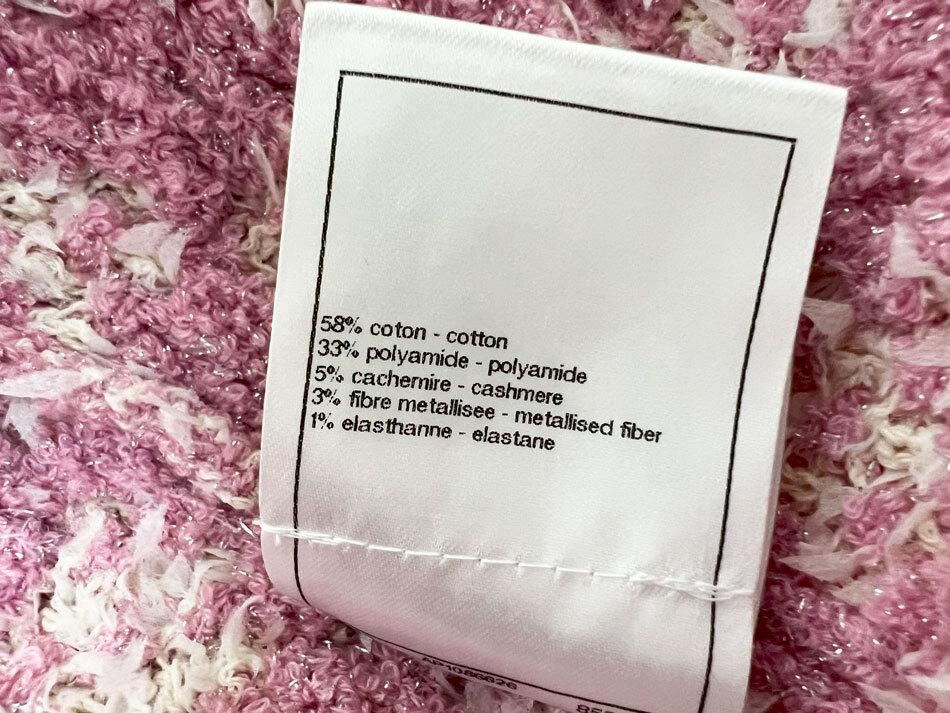 58% coton - cotton
33% polyamide - polyamide
5% cachemire - cashmere
3% fibre metallisee - metallised fiber
1% elasthanne - elastane